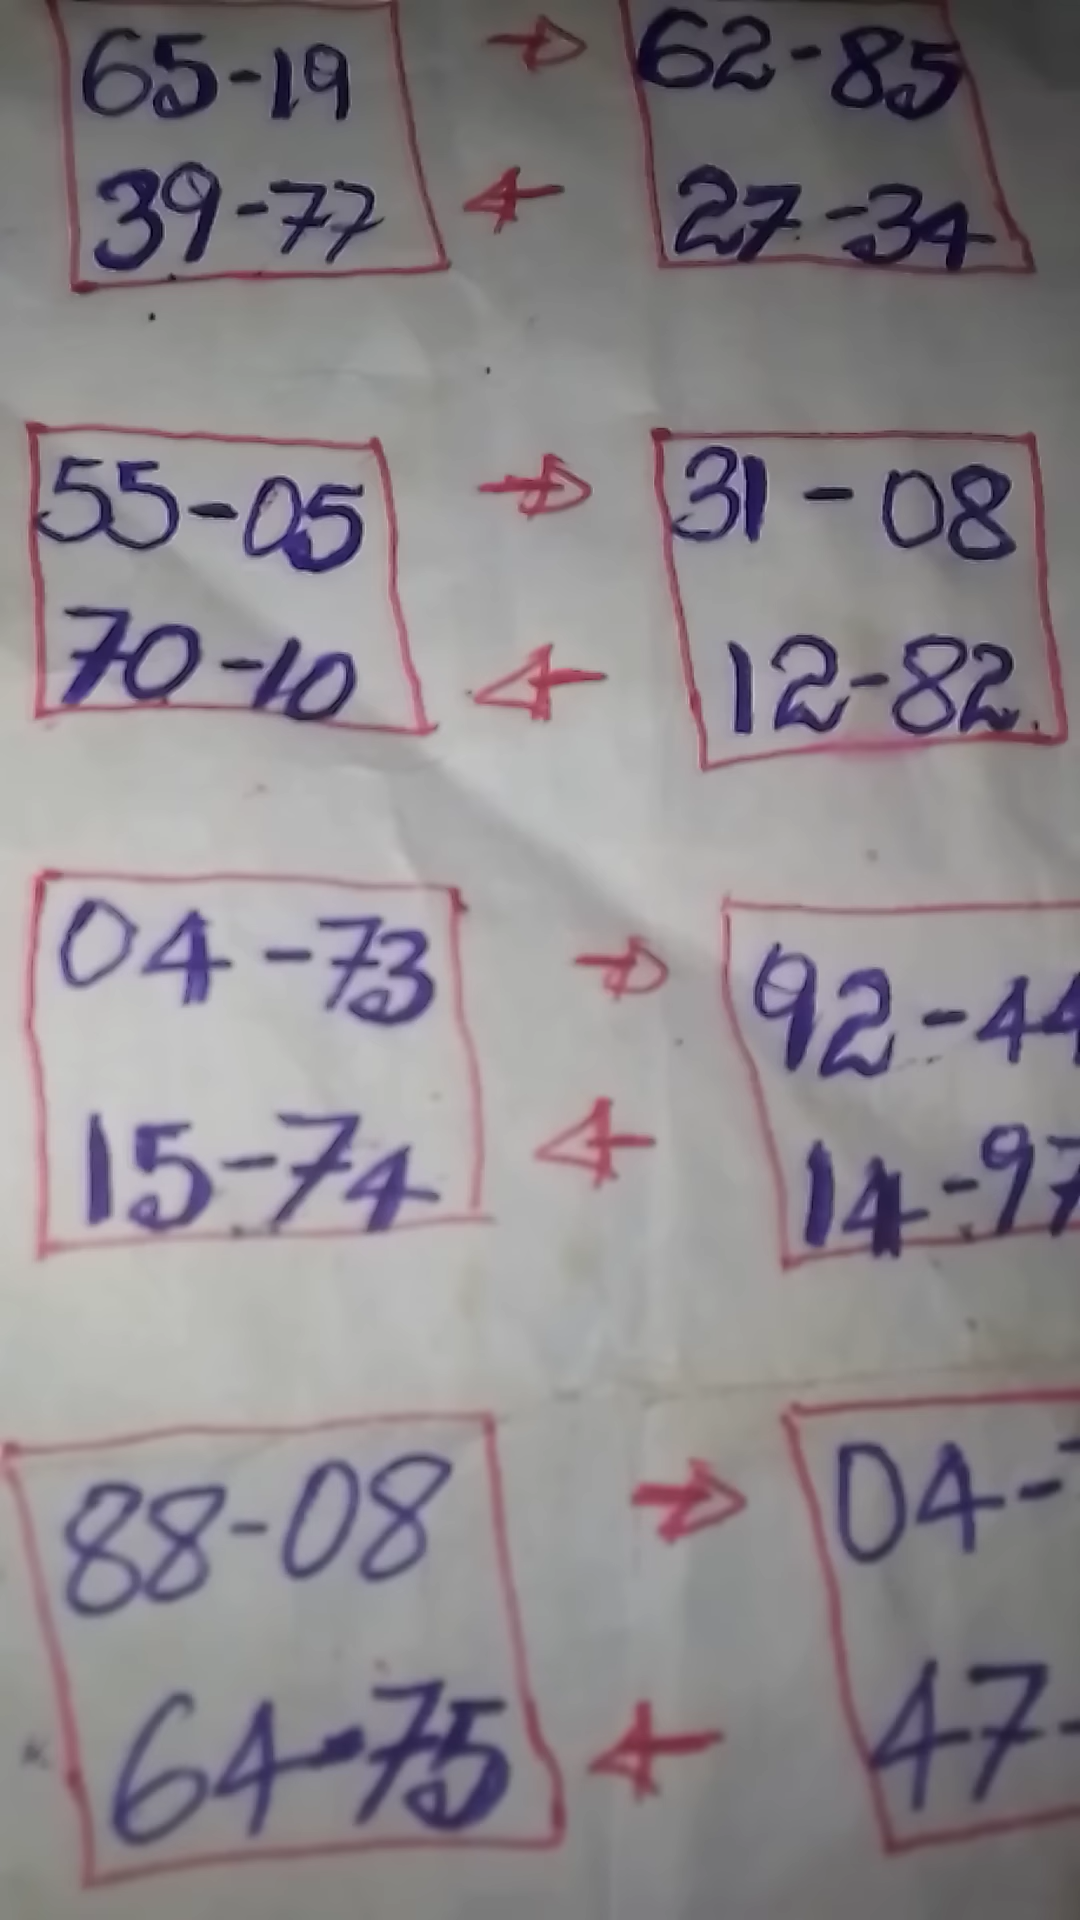 65-19 → 62-85
39-77 ← 27-34
55-05 → 31-08
70-10 ← 12-82
04-73 → 92-44
15-74 ← 14-97
88-08 → 04-
64-75 ← 47-